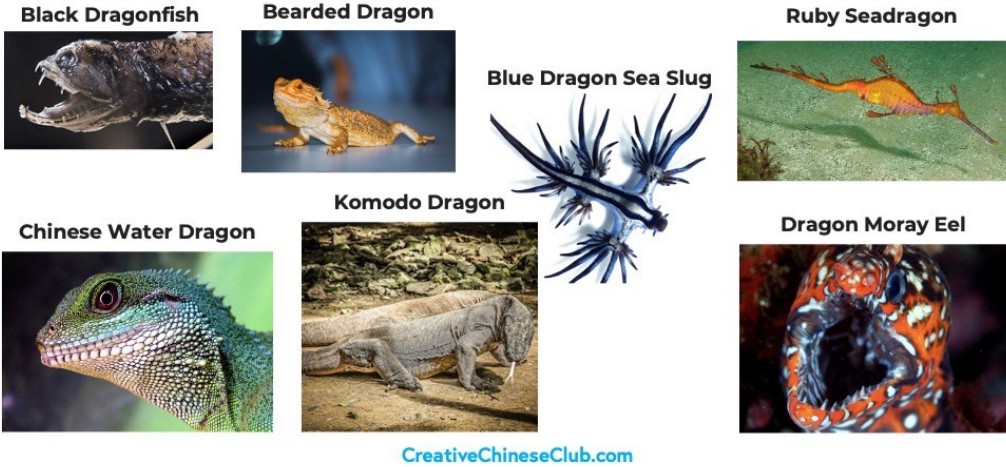 Black Dragonfish
Bearded Dragon
Ruby Seadragon
Blue Dragon Sea Slug
Komodo Dragon
Chinese Water Dragon
Dragon Moray Eel
CreativeChineseClub.com